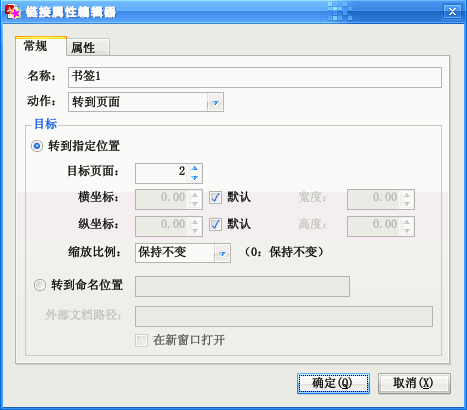 链接属性编辑器
常规 属性
名称: 书签1
动作: 转到页面
目标
转到指定位置
目标页面: 2
横坐标: 0.00 默认 宽度: 0.00
纵坐标: 0.00 默认 高度: 0.00
缩放比例: 保持不变 (0: 保持不变)
转到命名位置
外部文档路径:
在新窗口打开
确定(Q) 取消(X)